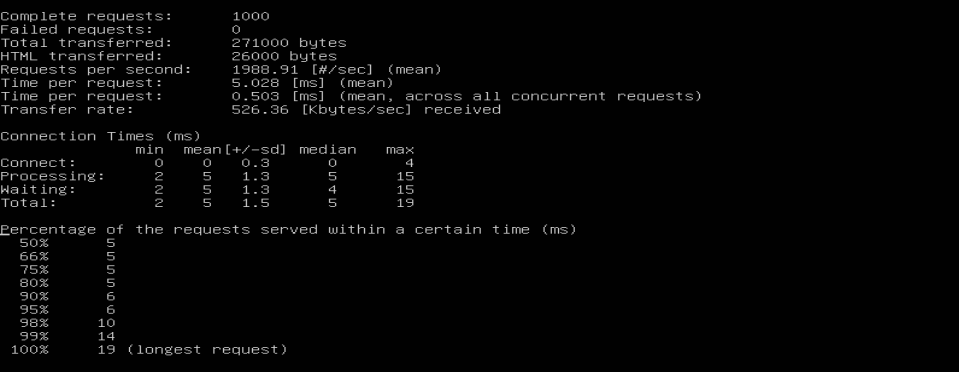 Complete requests:      1000
Failed requests:        0
Total transferred:      271000 bytes
HTML transferred:       26000 bytes
Requests per second:    1988.91 [#/sec] (mean)
Time per request:       5.028 [ms] (mean)
Time per request:       0.503 [ms] (mean, across all concurrent requests)
Transfer rate:          526.36 [Kbytes/sec] received

Connection Times (ms)
              min  mean[+/-sd] median   max
Connect:        0    0   0.3      0       4
Processing:     2    5   1.3      5      15
Waiting:        2    5   1.3      4      15
Total:          2    5   1.5      5      19

Percentage of the requests served within a certain time (ms)
  50%      5
  66%      5
  75%      5
  80%      5
  90%      6
  95%      6
  98%     10
  99%     14
 100%     19 (longest request)